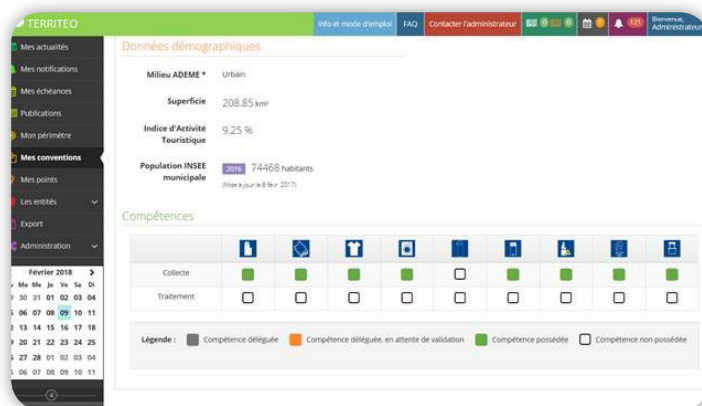 TERRITEO
Info et mode d'emploi
FAQ
Contacter l'administrateur
0
0
0
121
Bienvenue,
Administrateur
Mes actualités
Mes notifications
Mes échéances
Publications
Mon périmètre
Mes conventions
Mes points
Les entités
Export
Administration
Février 2018
Ma Me Je Ve Sa Di
30 31 01 02 03 04
06 07 08 09 10 11
13 14 15 16 17 18
20 21 22 23 24 25
27 28 01 02 03 04
06 07 08 09 10 11
Données démographiques
Milieu ADEME * Urbain
Superficie 208.85 km²
Indice d'Activité Touristique 9.25 %
Population INSEE municipale 2016 74468 habitants
(Mise à jour le 8 févr. 2017)
Compétences
Collecte
Traitement
Légende : Compétence déléguée Compétence déléguée, en attente de validation Compétence possédée Compétence non possédée